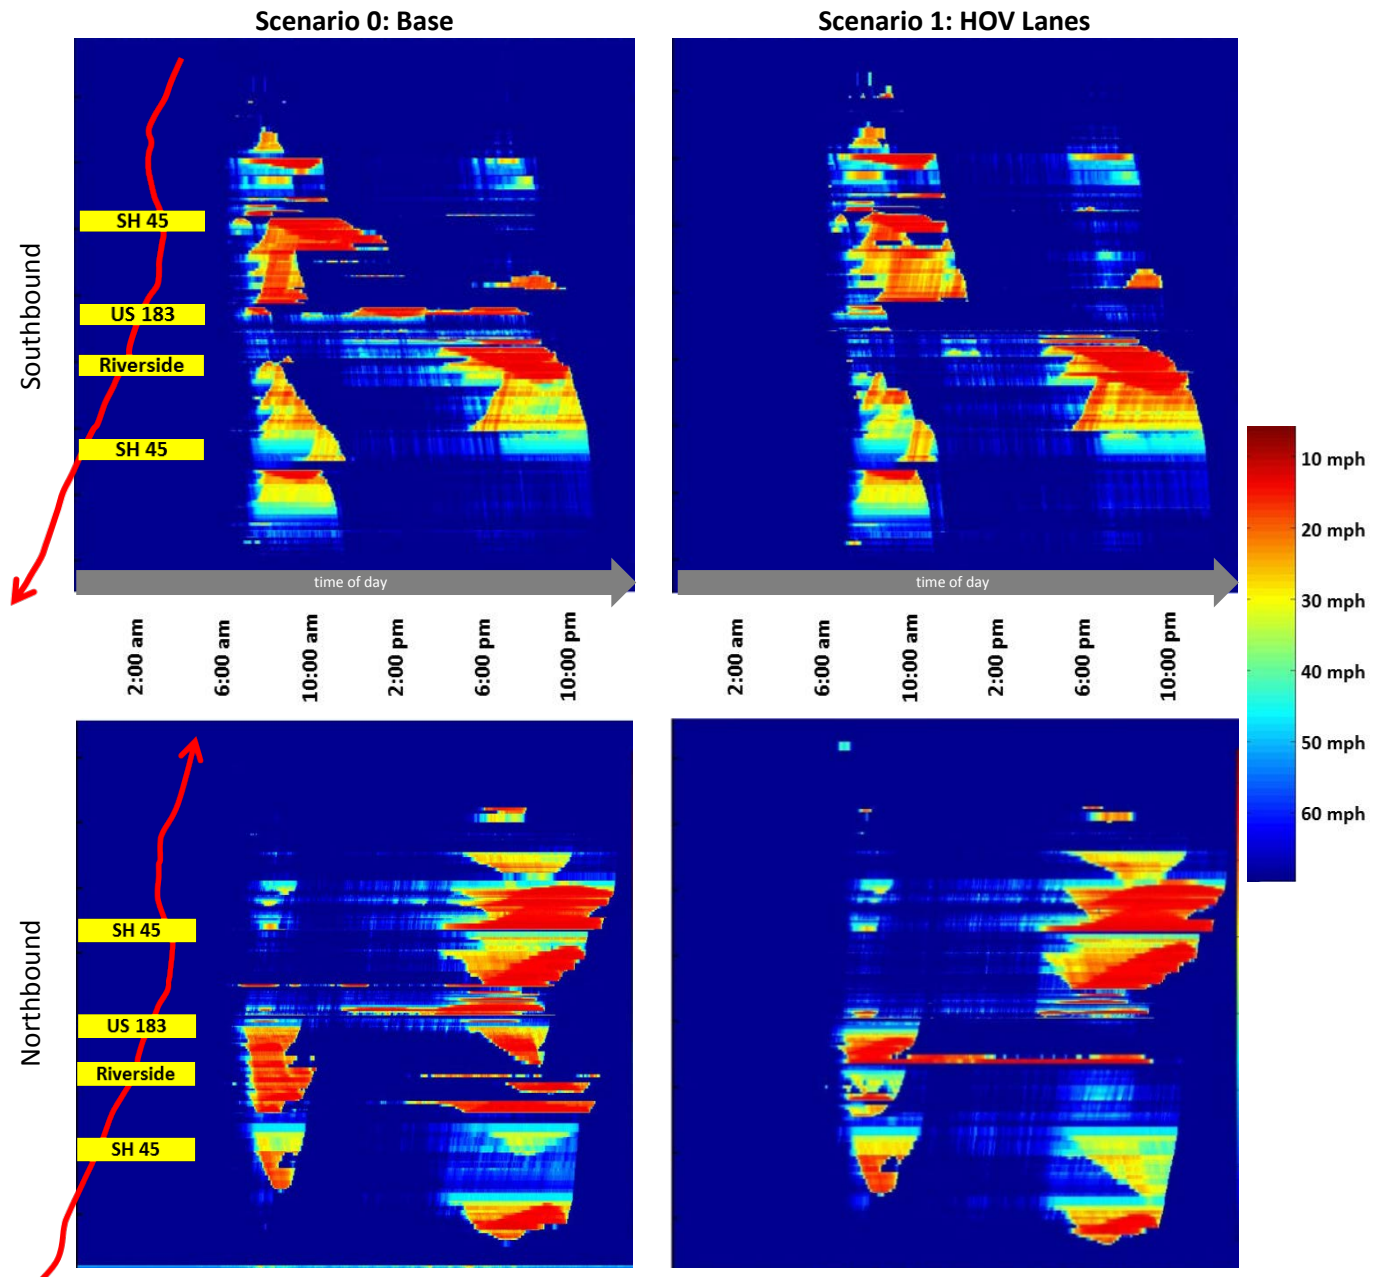 Scenario 0: Base
Scenario 1: HOV Lanes
Southbound
SH 45
US 183
Riverside
SH 45
time of day
time of day
10 mph
20 mph
30 mph
40 mph
50 mph
60 mph
2:00 am
6:00 am
10:00 am
2:00 pm
6:00 pm
10:00 pm
2:00 am
6:00 am
10:00 am
2:00 pm
6:00 pm
10:00 pm
Northbound
SH 45
US 183
Riverside
SH 45